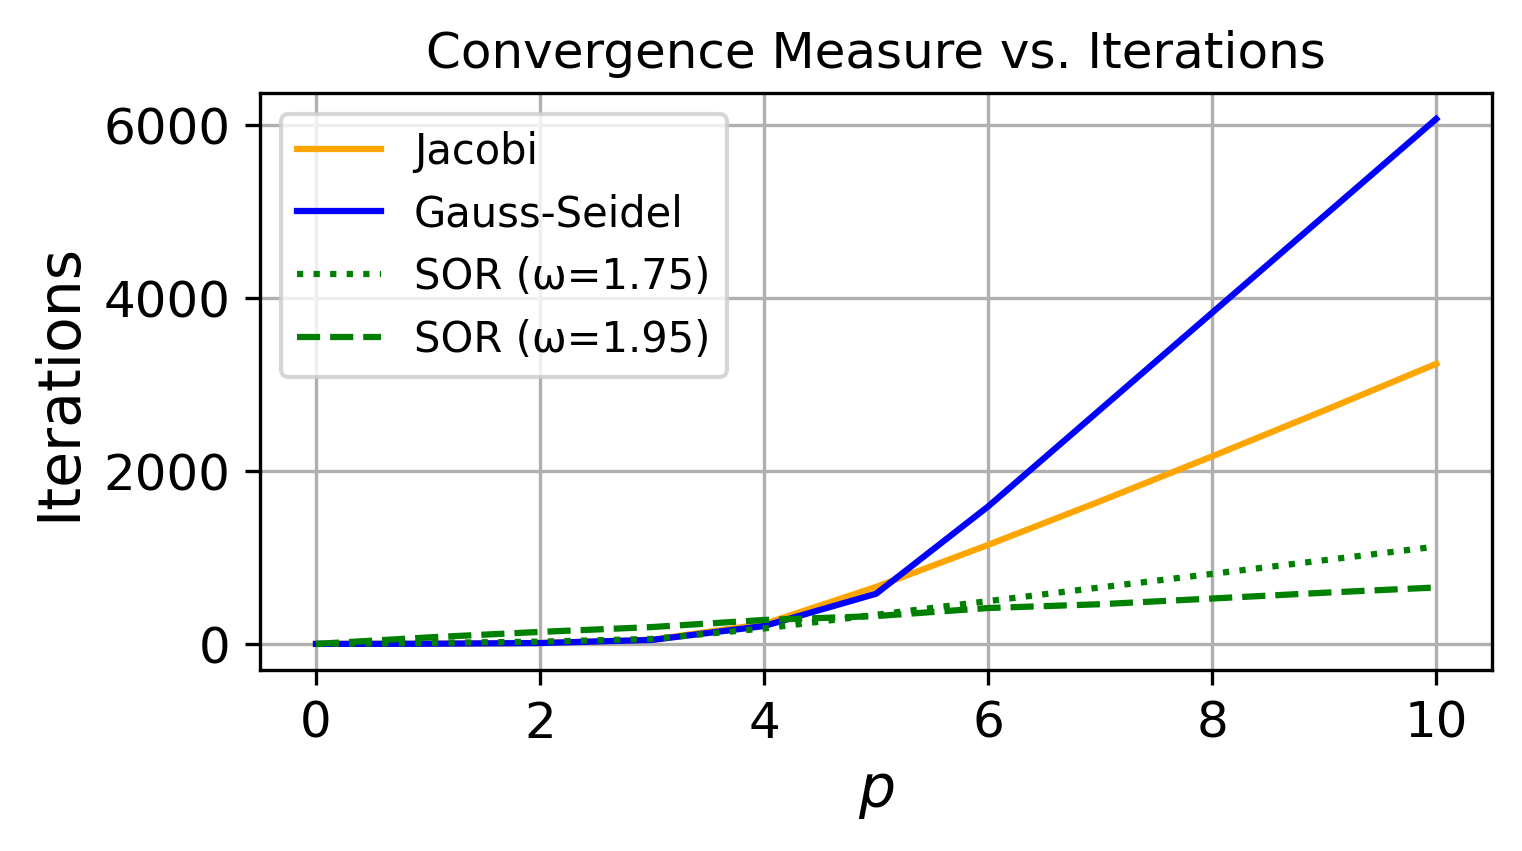 Convergence Measure vs. Iterations
Iterations
6000
4000
2000
0
Jacobi
Gauss-Seidel
SOR (ω=1.75)
SOR (ω=1.95)
0 2 4 6 8 10
p